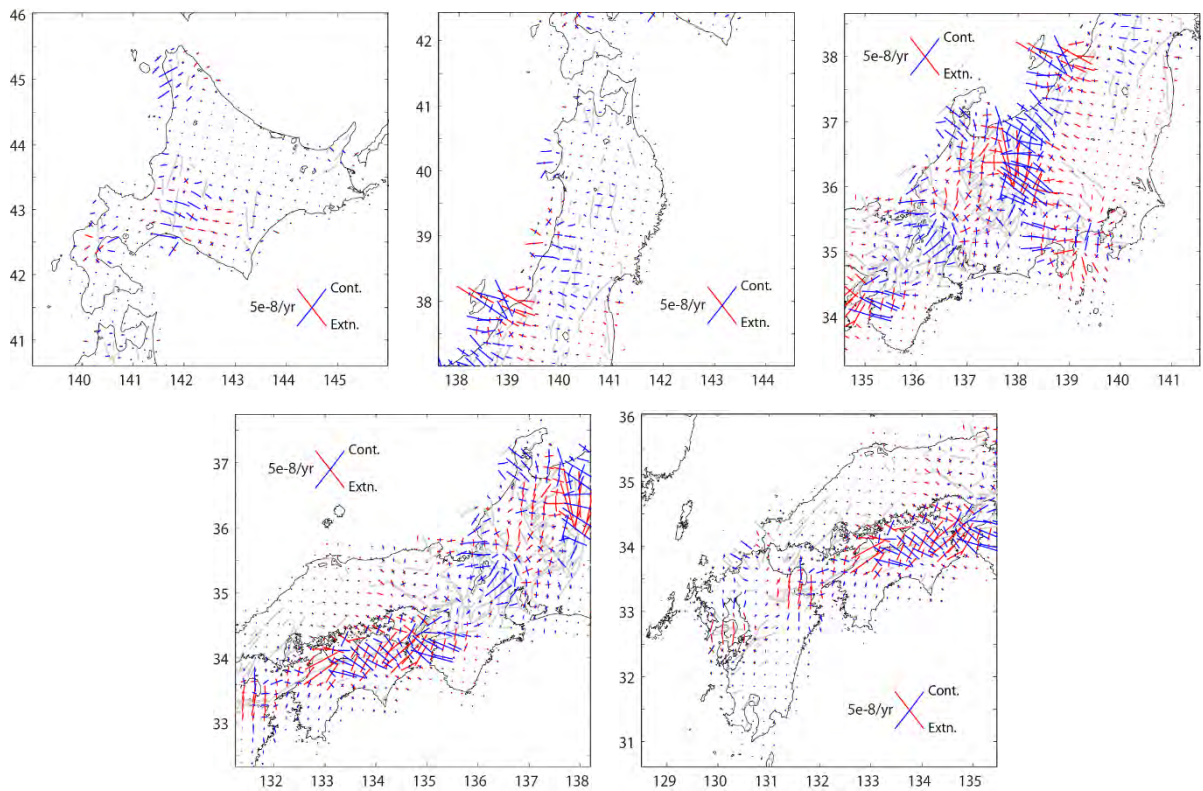 46
45
44
43
42
41
5e-8/yr
Cont.
Extn.
140 141 142 143 144 145
42
41
40
39
38
5e-8/yr
Cont.
Extn.
138 139 140 141 142 143 144
38
37
36
35
34
5e-8/yr
Cont.
Extn.
135 136 137 138 139 140 141
37
36
35
34
33
5e-8/yr
Cont.
Extn.
132 133 134 135 136 137 138
36
35
34
33
32
31
5e-8/yr
Cont.
Extn.
129 130 131 132 133 134 135